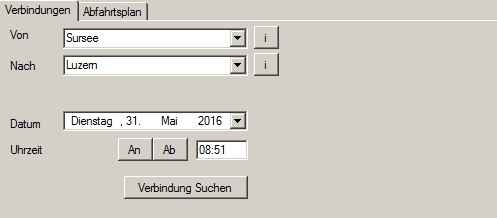 Verbindungen Abfahrtsplan
Von Sursee i
Nach Luzern i
Datum Dienstag , 31. Mai 2016
Uhrzeit An Ab 08:51
Verbindung Suchen